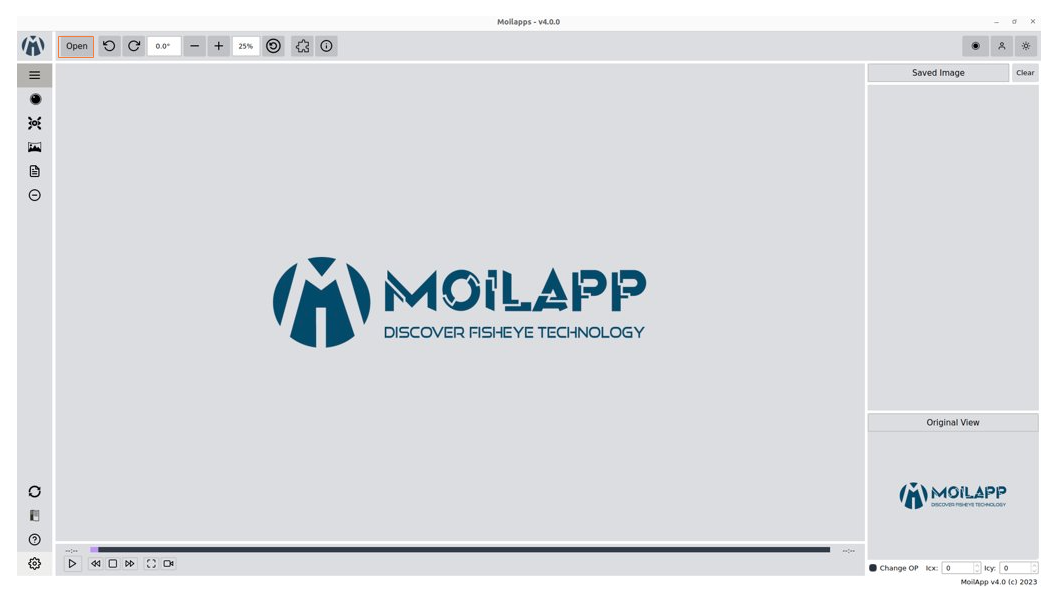 Moilapps - v4.0.0
Open 0.0° 25%
Saved Image Clear
MOILAPP
DISCOVER FISHEYE TECHNOLOGY
Original View
MOILAPP
DISCOVER FISHEYE TECHNOLOGY
--:-- --:--
Change OP Icx: 0 Icy: 0
MoilApp v4.0 (c) 2023